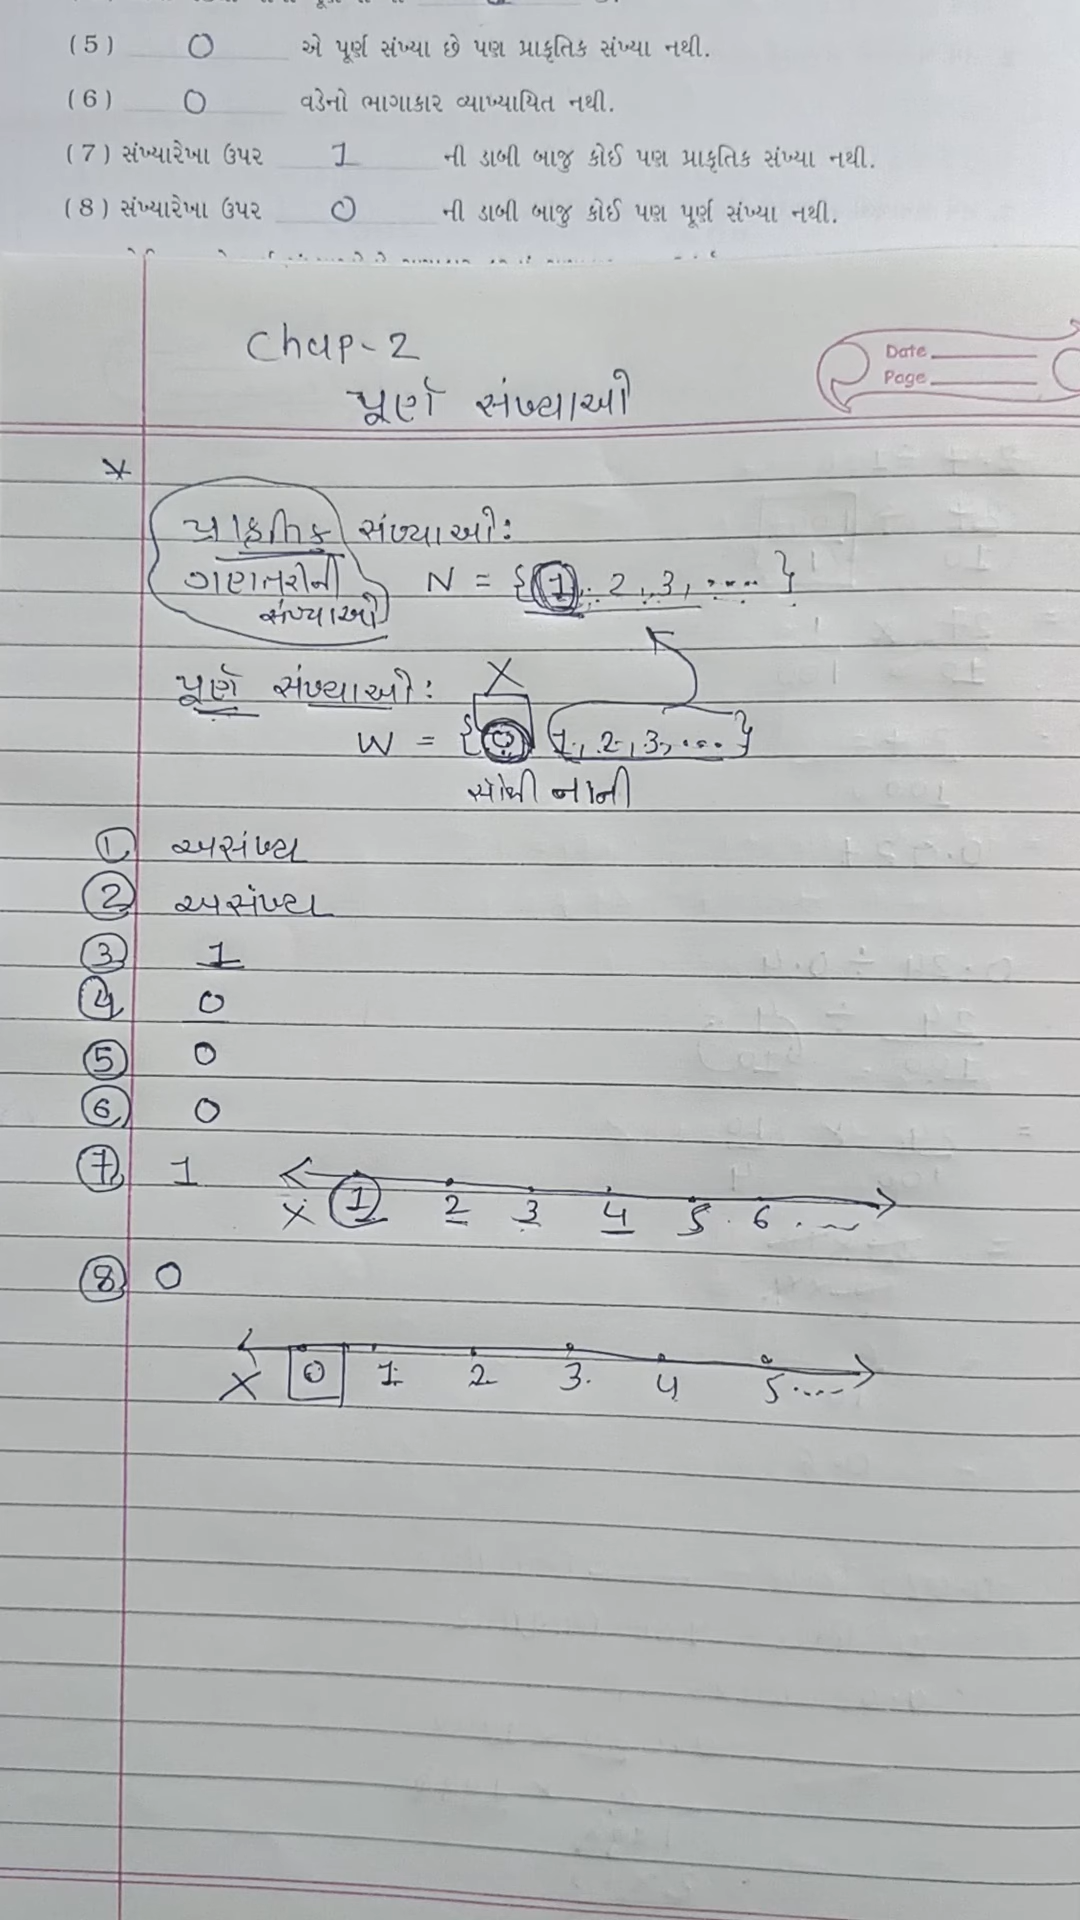 (5) 0 એ પૂર્ણ સંખ્યા છે પણ પ્રાકૃતિક સંખ્યા નથી.
(6) 0 વડેનો ભાગાકાર વ્યાખ્યાયિત નથી.
(7) સંખ્યારેખા ઉપર 1 ની ડાબી બાજુ કોઈ પણ પ્રાકૃતિક સંખ્યા નથી.
(8) સંખ્યારેખા ઉપર 0 ની ડાબી બાજુ કોઈ પણ પૂર્ણ સંખ્યા નથી.
Chap-2
પૂર્ણ સંખ્યાઓ
Date
Page
*
પ્રાકૃતિક સંખ્યાઓ:
ગણતરીની N = {1, 2, 3, .... }
સંખ્યાઓ
પૂર્ણ સંખ્યાઓ: X
W = {0, 1, 2, 3, .... }
સૌથી નાની
① અસંખ્ય
② અસંખ્ય
③ 1
④ 0
⑤ 0
⑥ 0
⑦ 1
X 1 2 3 4 5 6 ....
⑧ 0
X 0 1 2 3 4 5 ....